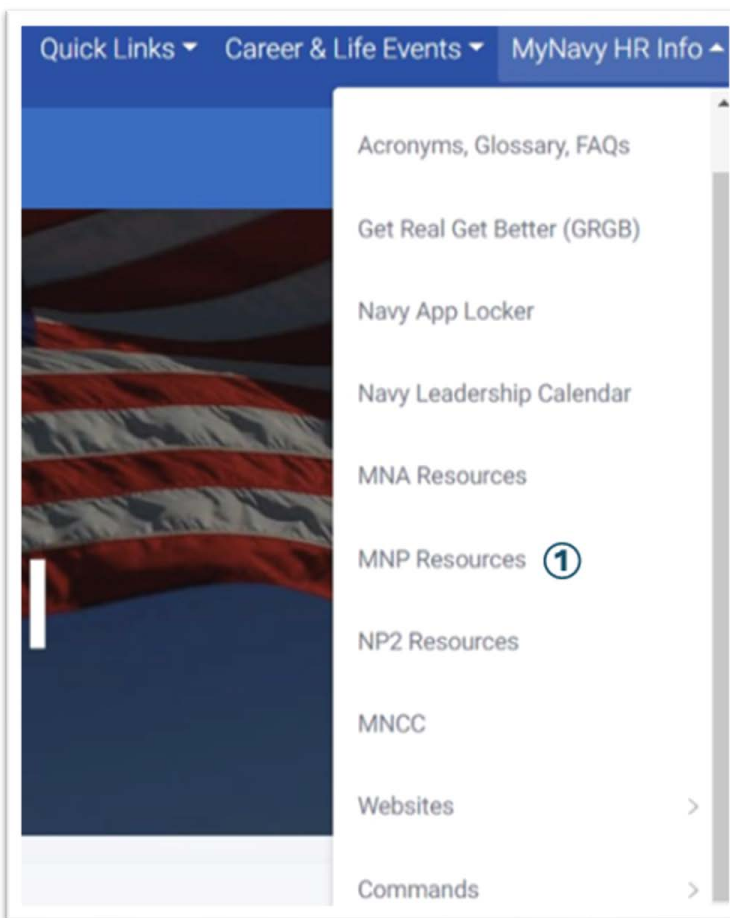 Quick Links Career & Life Events MyNavy HR Info
Acronyms, Glossary, FAQs
Get Real Get Better (GRGB)
Navy App Locker
Navy Leadership Calendar
MNA Resources
MNP Resources ①
NP2 Resources
MNCC
Websites
Commands